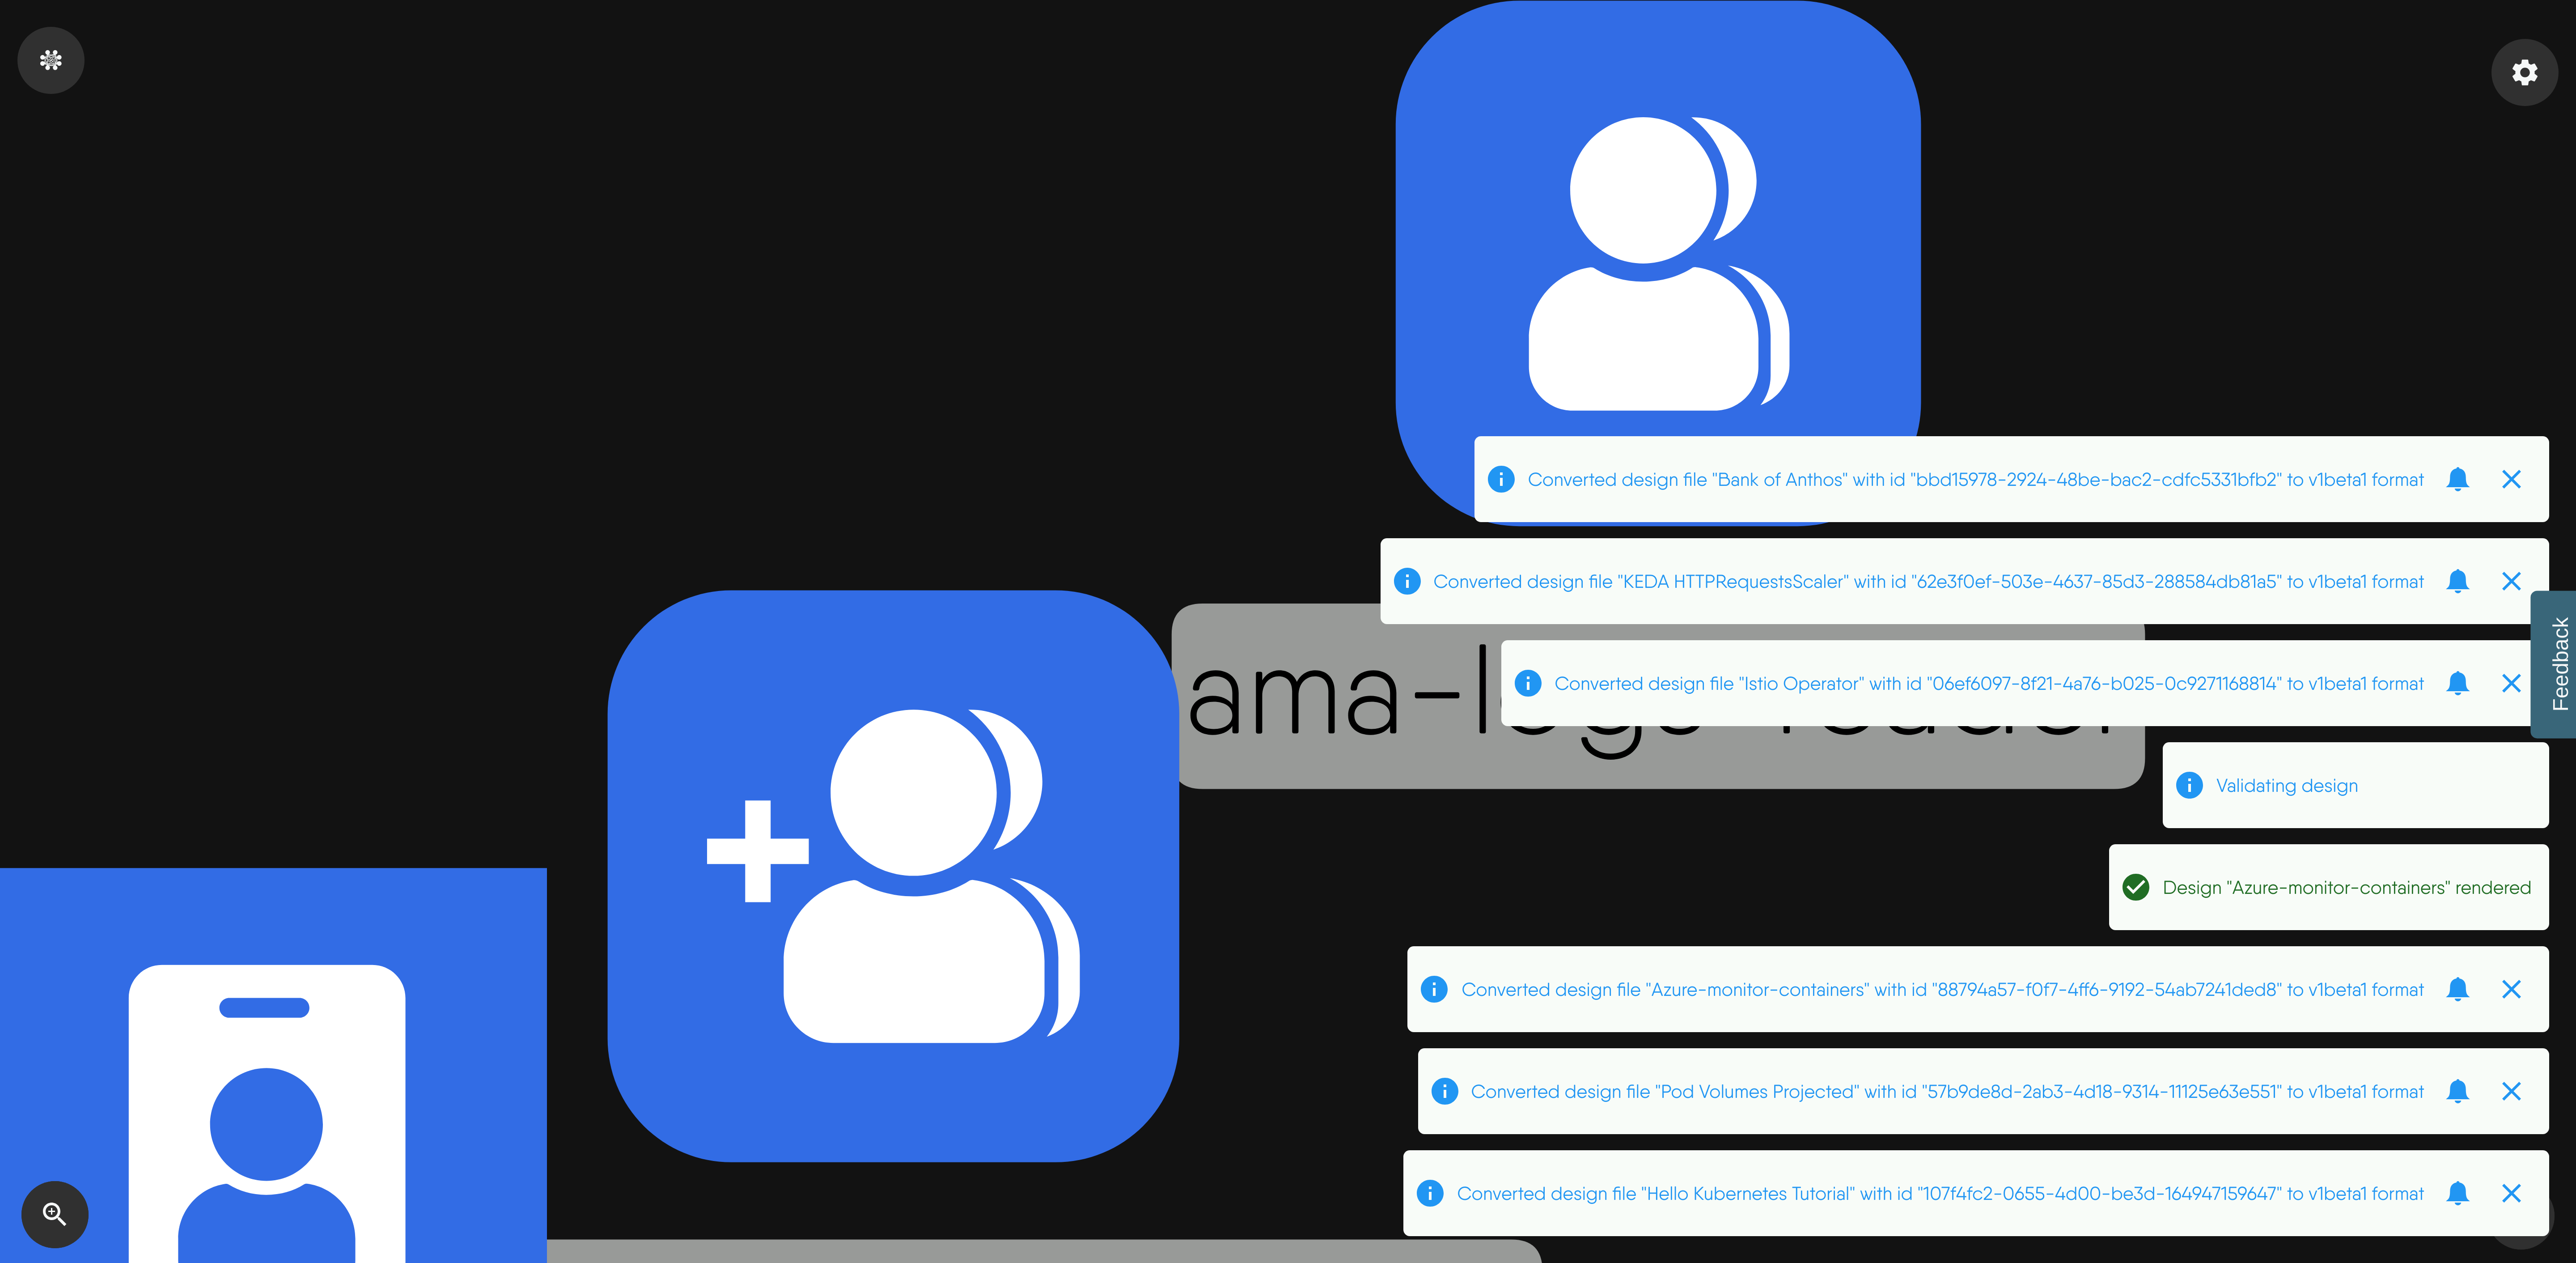 Converted design file "Bank of Anthos" with id "bbd15978-2924-48be-bac2-cdfc5331bfb2" to v1beta1 format
Converted design file "KEDA HTTPRequestsScaler" with id "62e3f0ef-503e-4637-85d3-288584db81a5" to v1beta1 format
Feedback
ama-l
Converted design file "Istio Operator" with id "06ef6097-8f21-4a76-b025-0c9271168814" to v1beta1 format
Validating design
Design "Azure-monitor-containers" rendered
Converted design file "Azure-monitor-containers" with id "88794a57-f0f7-4ff6-9192-54ab7241ded8" to v1beta1 format
Converted design file "Pod Volumes Projected" with id "57b9de8d-2ab3-4d18-9314-11125e63e551" to v1beta1 format
Converted design file "Hello Kubernetes Tutorial" with id "107f4fc2-0655-4d00-be3d-164947159647" to v1beta1 format